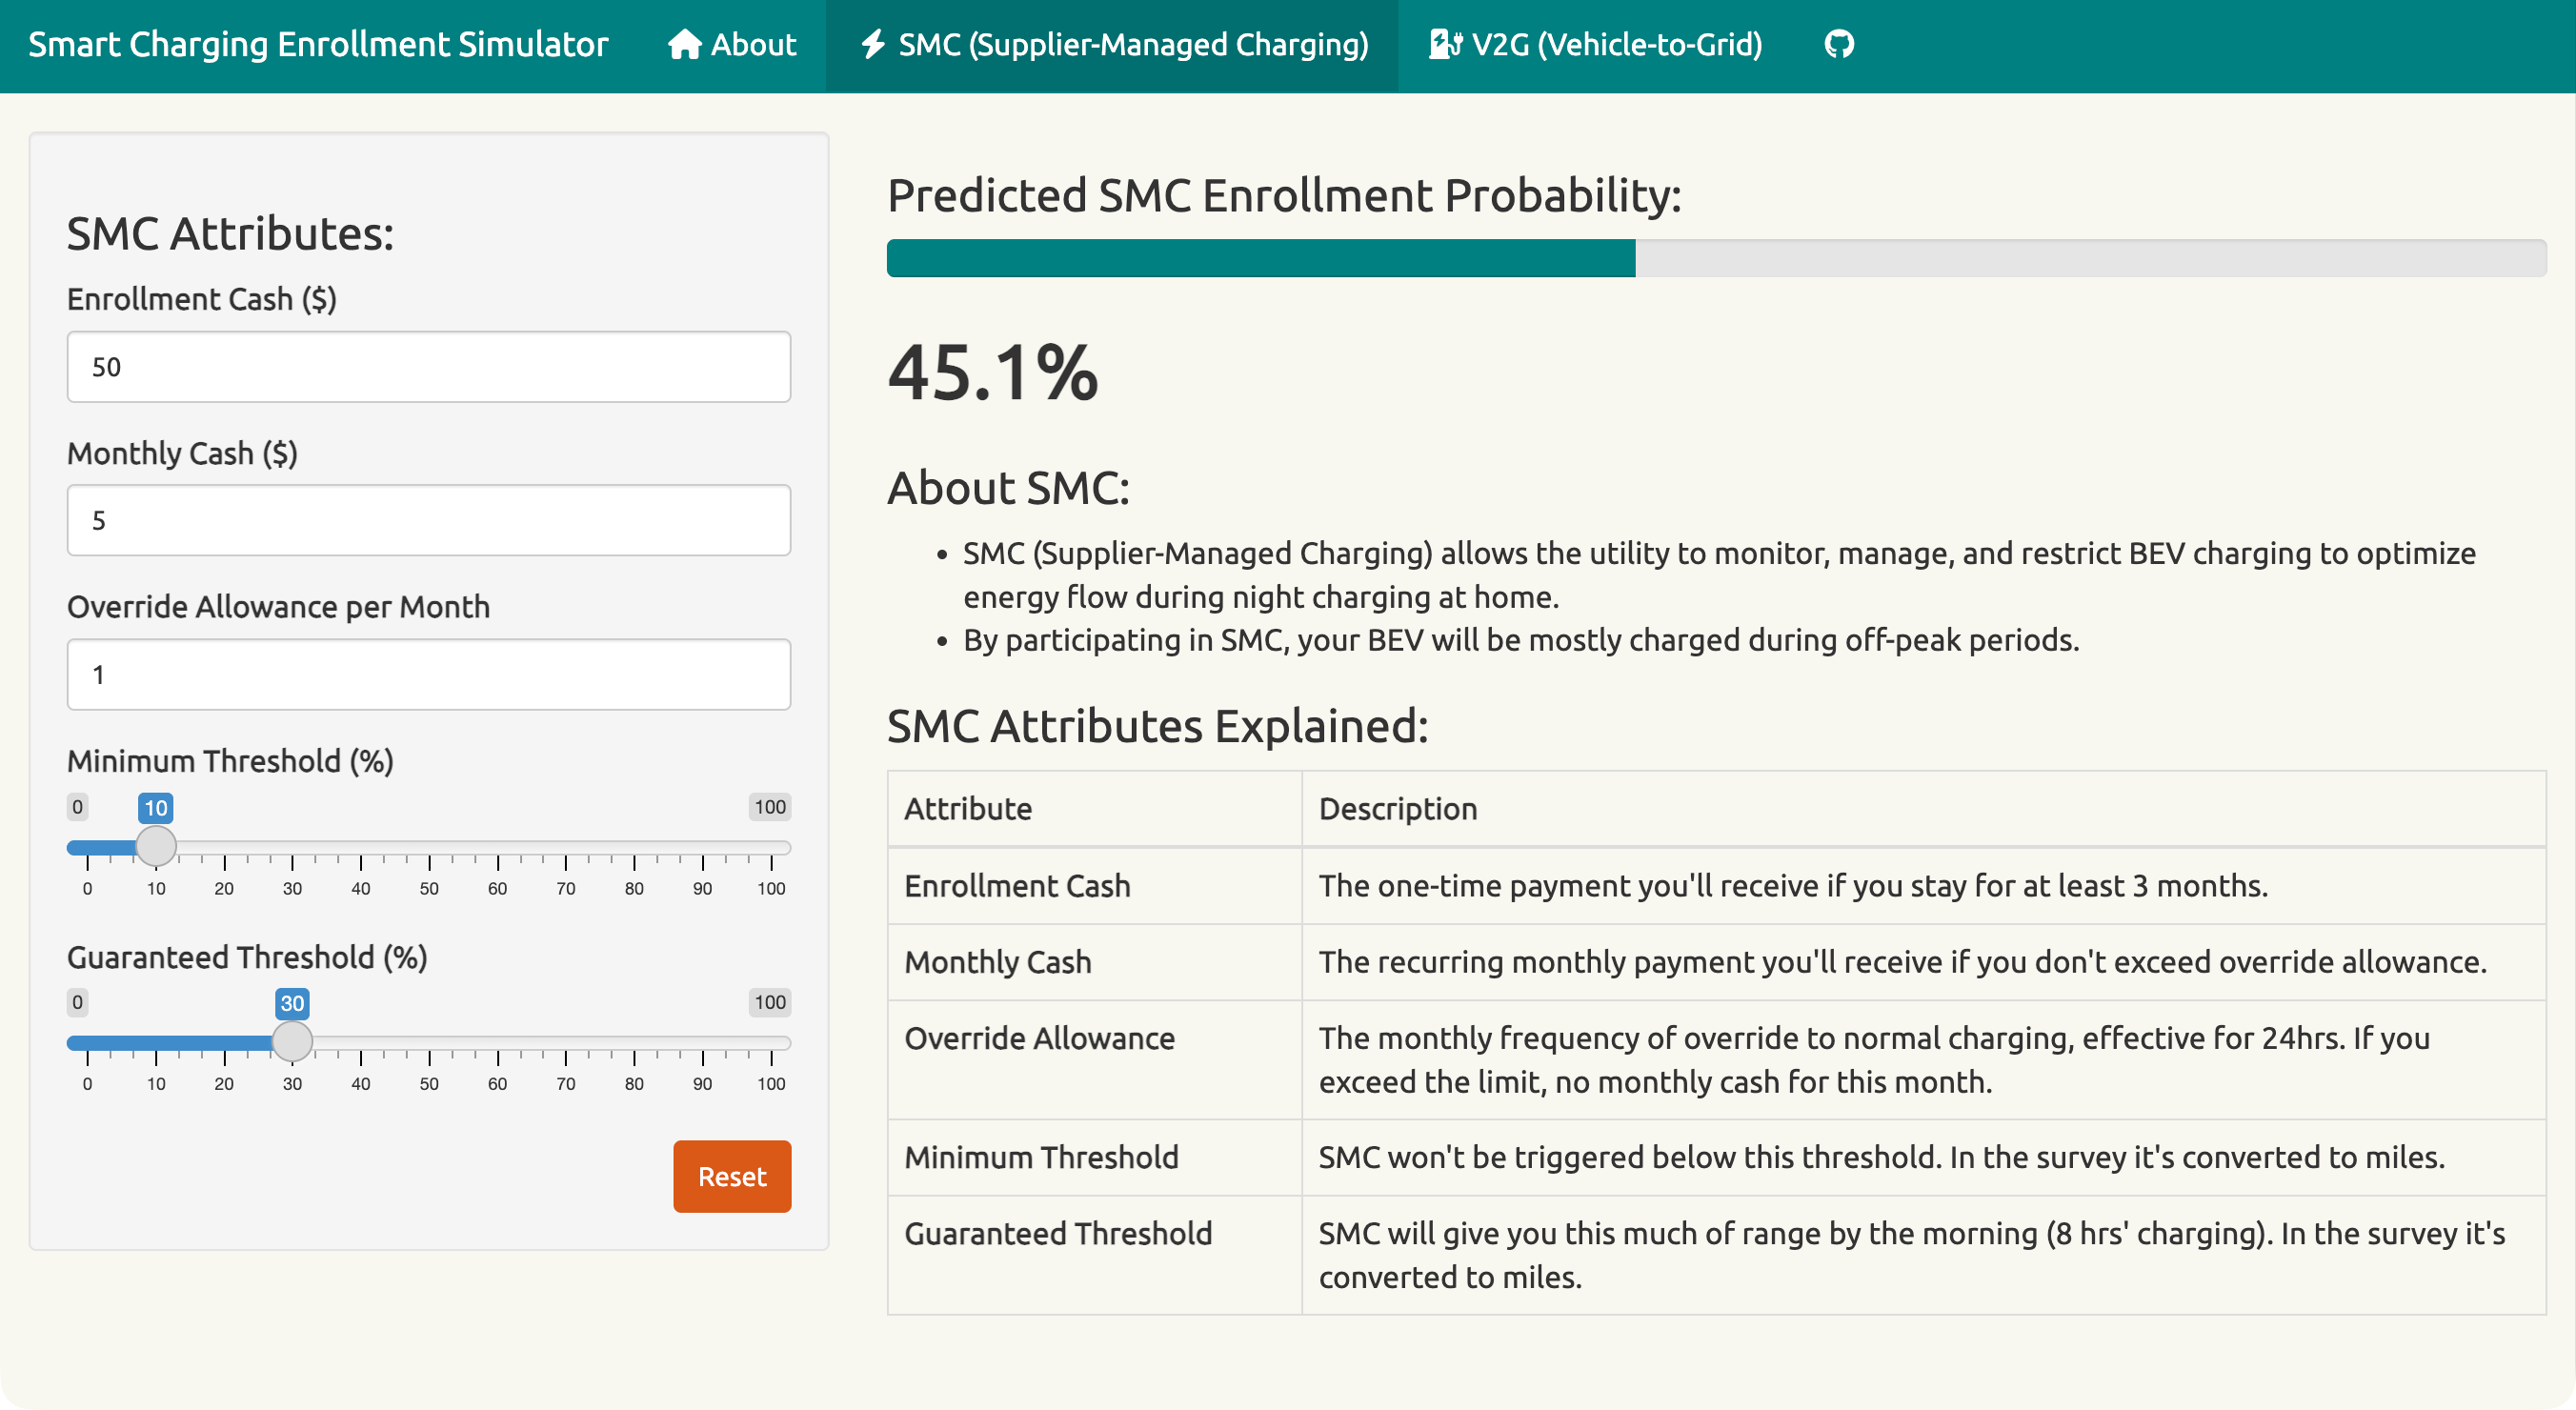 Smart Charging Enrollment Simulator About SMC (Supplier-Managed Charging) V2G (Vehicle-to-Grid)
SMC Attributes:
Enrollment Cash ($)
50
Monthly Cash ($)
5
Override Allowance per Month
1
Minimum Threshold (%)
0 10 100
0 10 20 30 40 50 60 70 80 90 100
Guaranteed Threshold (%)
0 30 100
0 10 20 30 40 50 60 70 80 90 100
Reset
Predicted SMC Enrollment Probability:
45.1%
About SMC:
• SMC (Supplier-Managed Charging) allows the utility to monitor, manage, and restrict BEV charging to optimize
energy flow during night charging at home.
• By participating in SMC, your BEV will be mostly charged during off-peak periods.
SMC Attributes Explained:
Attribute Description
Enrollment Cash The one-time payment you'll receive if you stay for at least 3 months.
Monthly Cash The recurring monthly payment you'll receive if you don't exceed override allowance.
Override Allowance The monthly frequency of override to normal charging, effective for 24hrs. If you
exceed the limit, no monthly cash for this month.
Minimum Threshold SMC won't be triggered below this threshold. In the survey it's converted to miles.
Guaranteed Threshold SMC will give you this much of range by the morning (8 hrs' charging). In the survey it's
converted to miles.